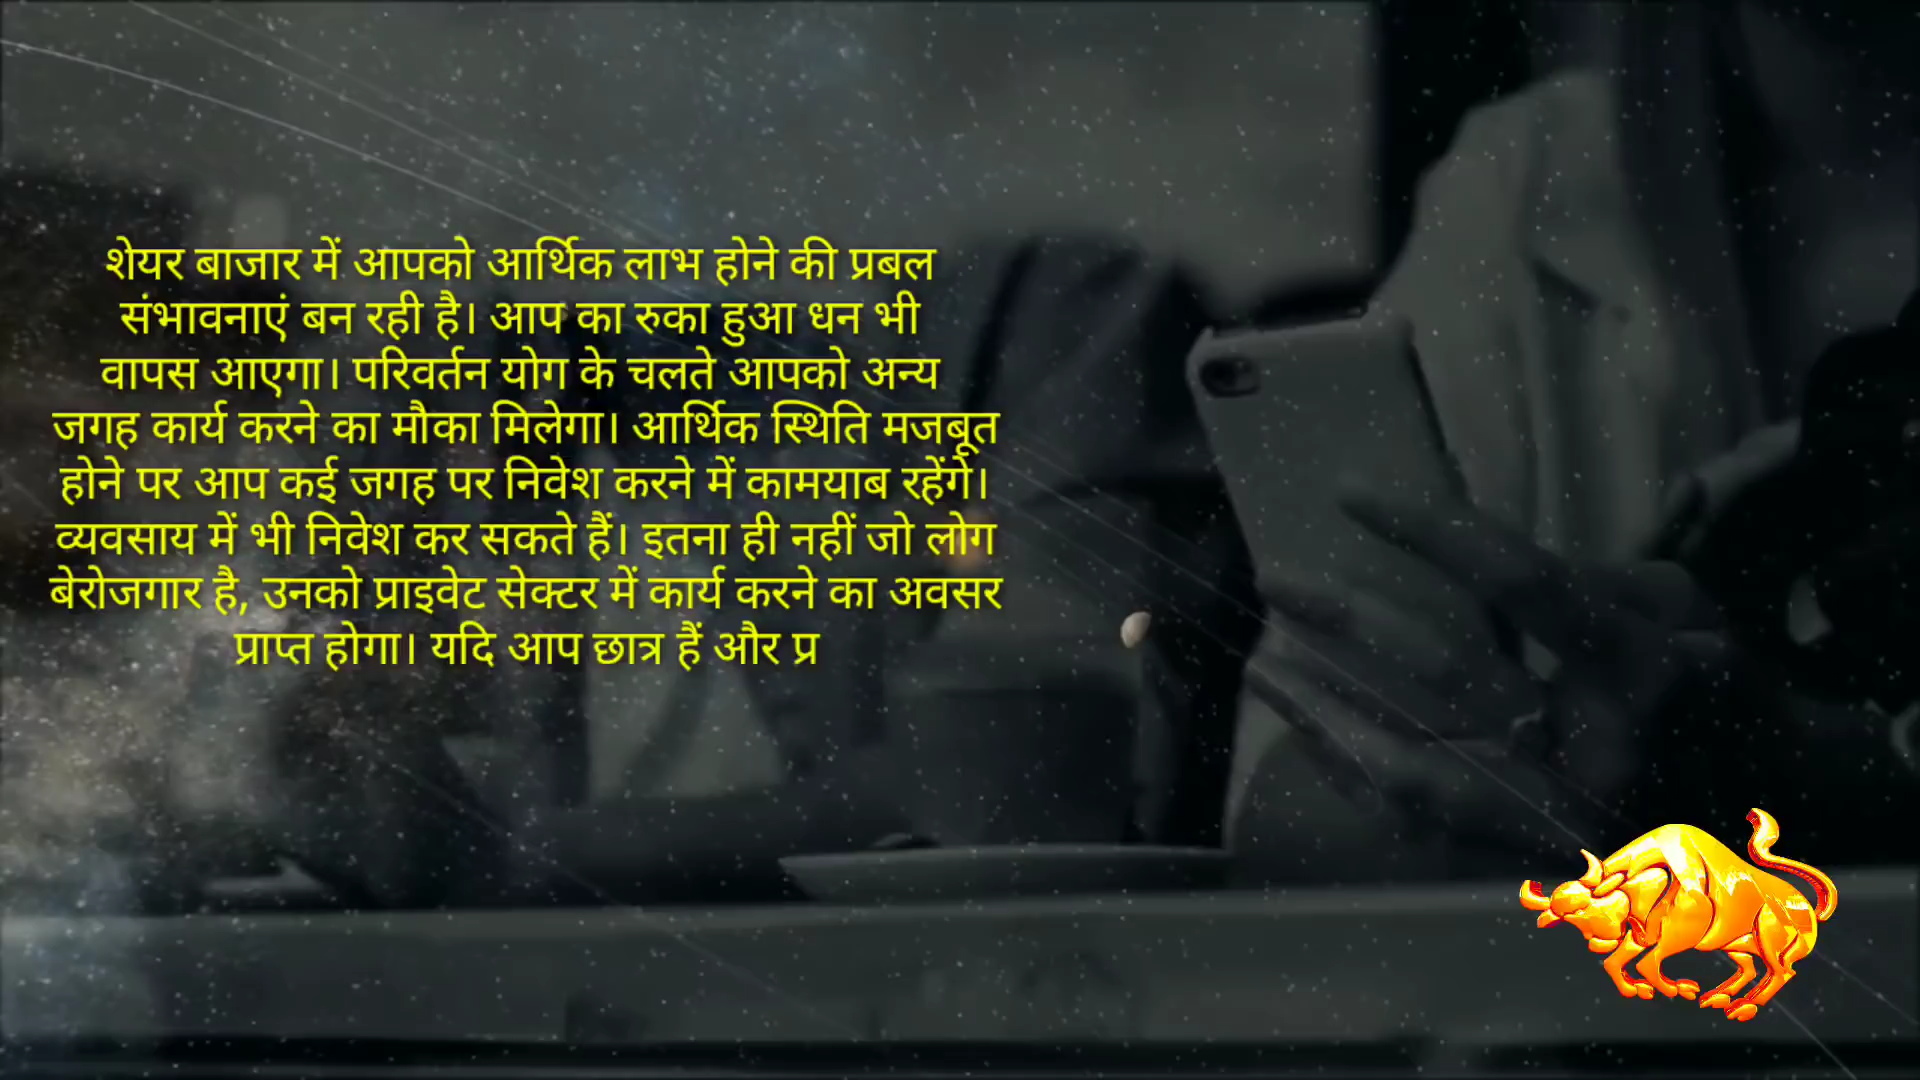 शेयर बाजार में आपको आर्थिक लाभ होने की प्रबल
संभावनाएं बन रही है। आप का रुका हुआ धन भी
वापस आएगा। परिवर्तन योग के चलते आपको अन्य
जगह कार्य करने का मौका मिलेगा। आर्थिक स्थिति मजबूत
होने पर आप कई जगह पर निवेश करने में कामयाब रहेंगे।
व्यवसाय में भी निवेश कर सकते हैं। इतना ही नहीं जो लोग
बेरोजगार है, उनको प्राइवेट सेक्टर में कार्य करने का अवसर
प्राप्त होगा। यदि आप छात्र हैं और प्र